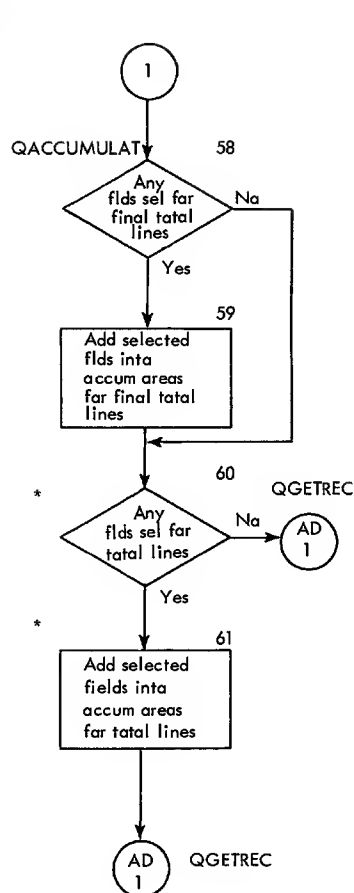 1
QACCUMULAT
58
Any
flds sel far
final tatal
lines
Na
Yes
59
Add selected
flds inta
accum areas
far final tatal
lines
*
60
Any
flds sel far
tatal lines
Na
QGETREC
AD
1
Yes
*
61
Add selected
fields inta
accum areas
far tatal lines
AD
1
QGETREC